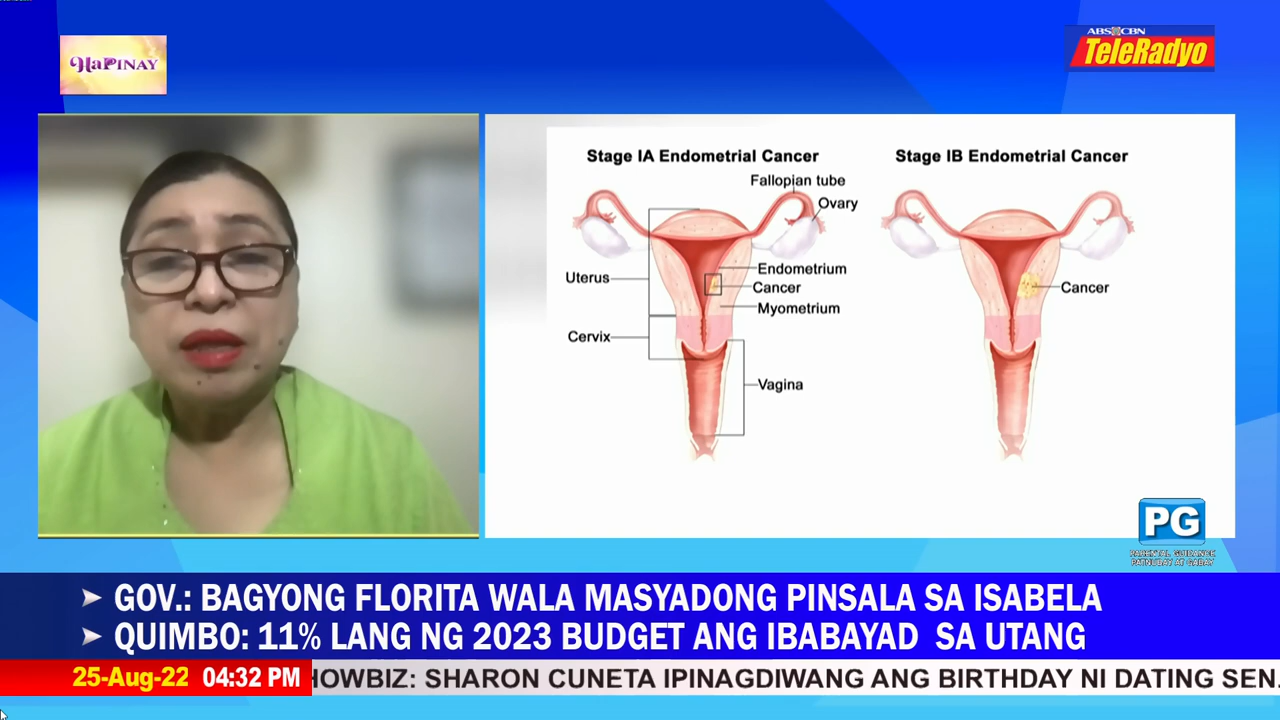 HaPINAY
ABS-CBN
TeleRadyo
Stage IA Endometrial Cancer
Stage IB Endometrial Cancer
Fallopian tube
Ovary
Endometrium
Uterus
Cancer
Cancer
Myometrium
Cervix
Vagina
PG
PARENTAL GUIDANCE
PATNUBAY AT GABAY
GOV.: BAGYONG FLORITA WALA MASYADONG PINSALA SA ISABELA
QUIMBO: 11% LANG NG 2023 BUDGET ANG IBABAYAD SA UTANG
25-Aug-22 04:32 PM HOWBIZ: SHARON CUNETA IPINAGDIWANG ANG BIRTHDAY NI DATING SEN.